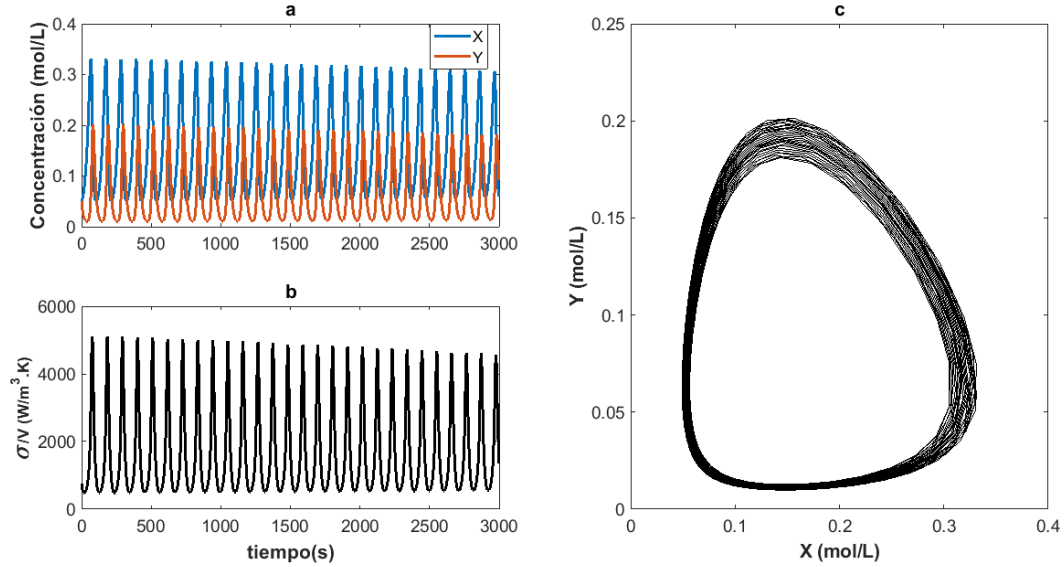 a
Concentración (mol/L)
0.4
0.3
0.2
0.1
0
0 500 1000 1500 2000 2500 3000
X
Y
b
σ/V (W/m³.K)
6000
4000
2000
0
0 500 1000 1500 2000 2500 3000
tiempo(s)
c
Y (mol/L)
0.25
0.2
0.15
0.1
0.05
0
0 0.1 0.2 0.3 0.4
X (mol/L)